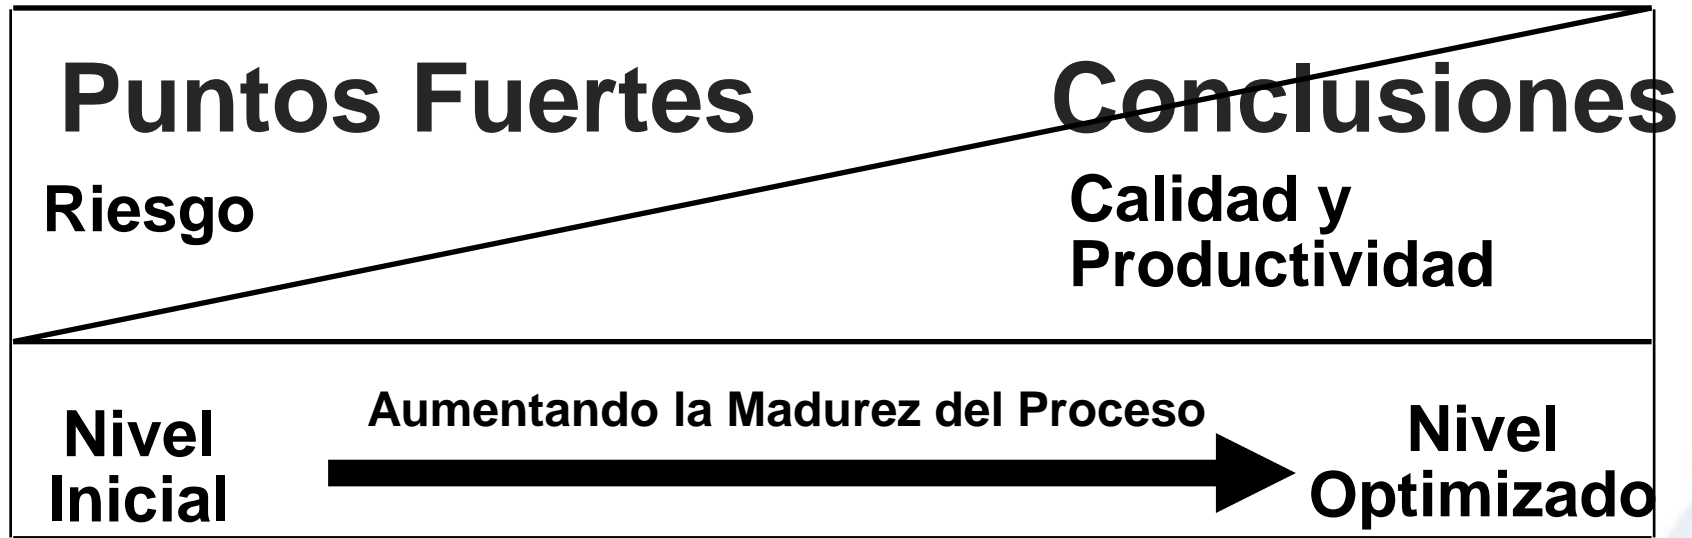 Puntos Fuertes
Conclusiones
Riesgo
Calidad y
Productividad
Aumentando la Madurez del Proceso
Nivel
Inicial
Nivel
Optimizado